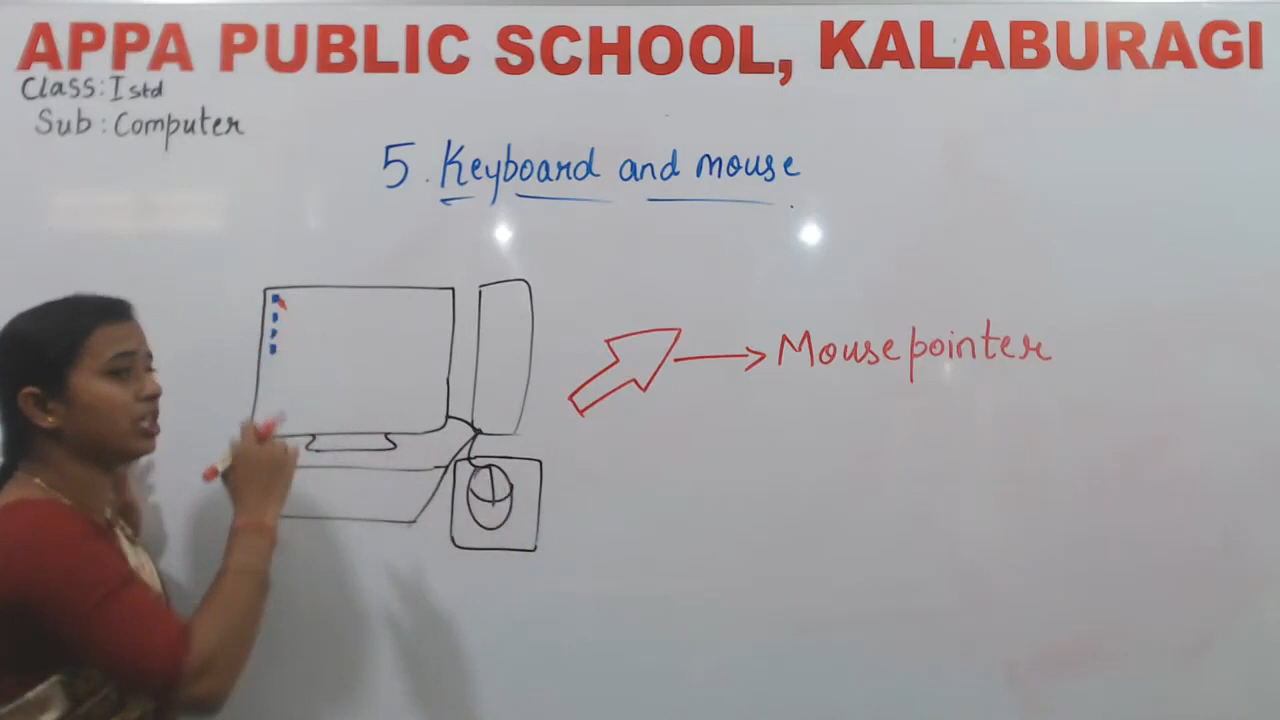 APPA PUBLIC SCHOOL, KALABURAGI
Class: I std
Sub: Computer
5. Keyboard and mouse
Mouse pointer